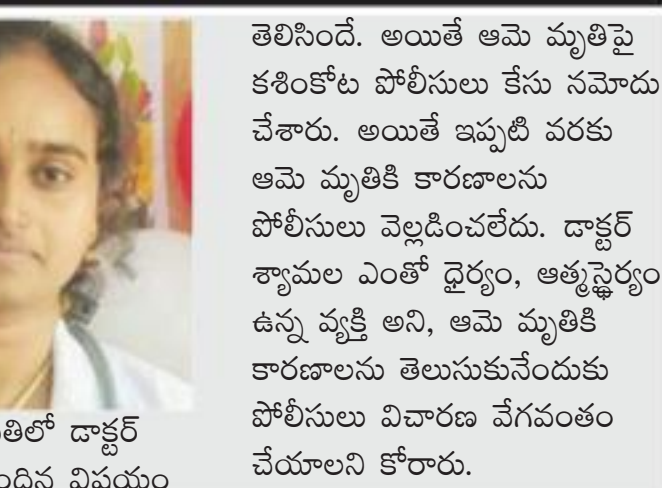 డాక్టర్
విషయం
తెలిసిందే. అయితే ఆమె మృతిపై
కశింకోట పోలీసులు కేసు నమోదు
చేశారు. అయితే ఇప్పటి వరకు
ఆమె మృతికి కారణాలను
పోలీసులు వెల్లడించలేదు. డాక్టర్
శ్యామల ఎంతో ధైర్యం, ఆత్మస్థైర్యం
ఉన్న వ్యక్తి అని, ఆమె మృతికి
కారణాలను తెలుసుకునేందుకు
పోలీసులు విచారణ వేగవంతం
చేయాలని కోరారు.